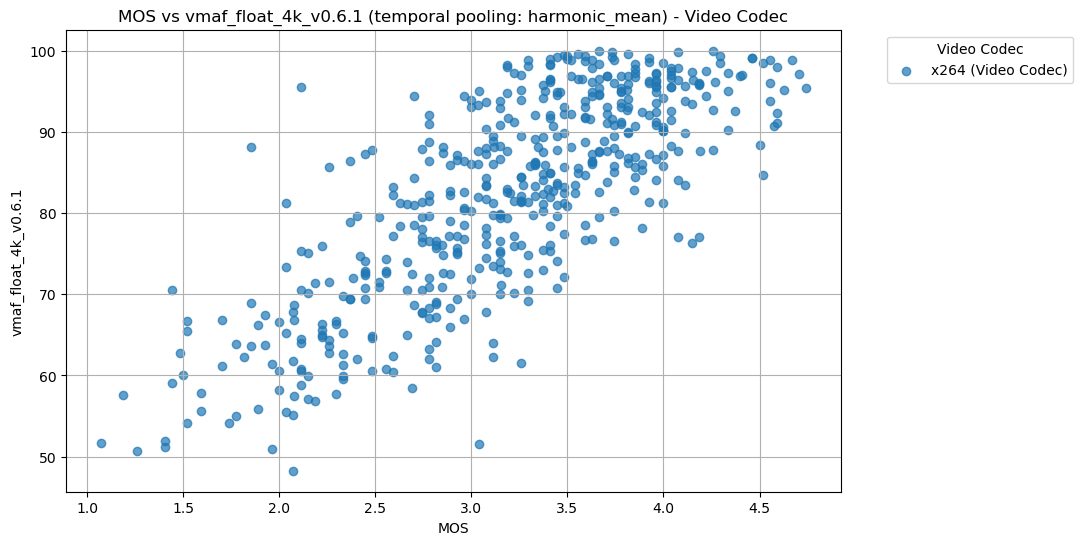 MOS vs vmaf_float_4k_v0.6.1 (temporal pooling: harmonic_mean) - Video Codec
vmaf_float_4k_v0.6.1
100
90
80
70
60
50
1.0 1.5 2.0 2.5 3.0 3.5 4.0 4.5
MOS
Video Codec
x264 (Video Codec)